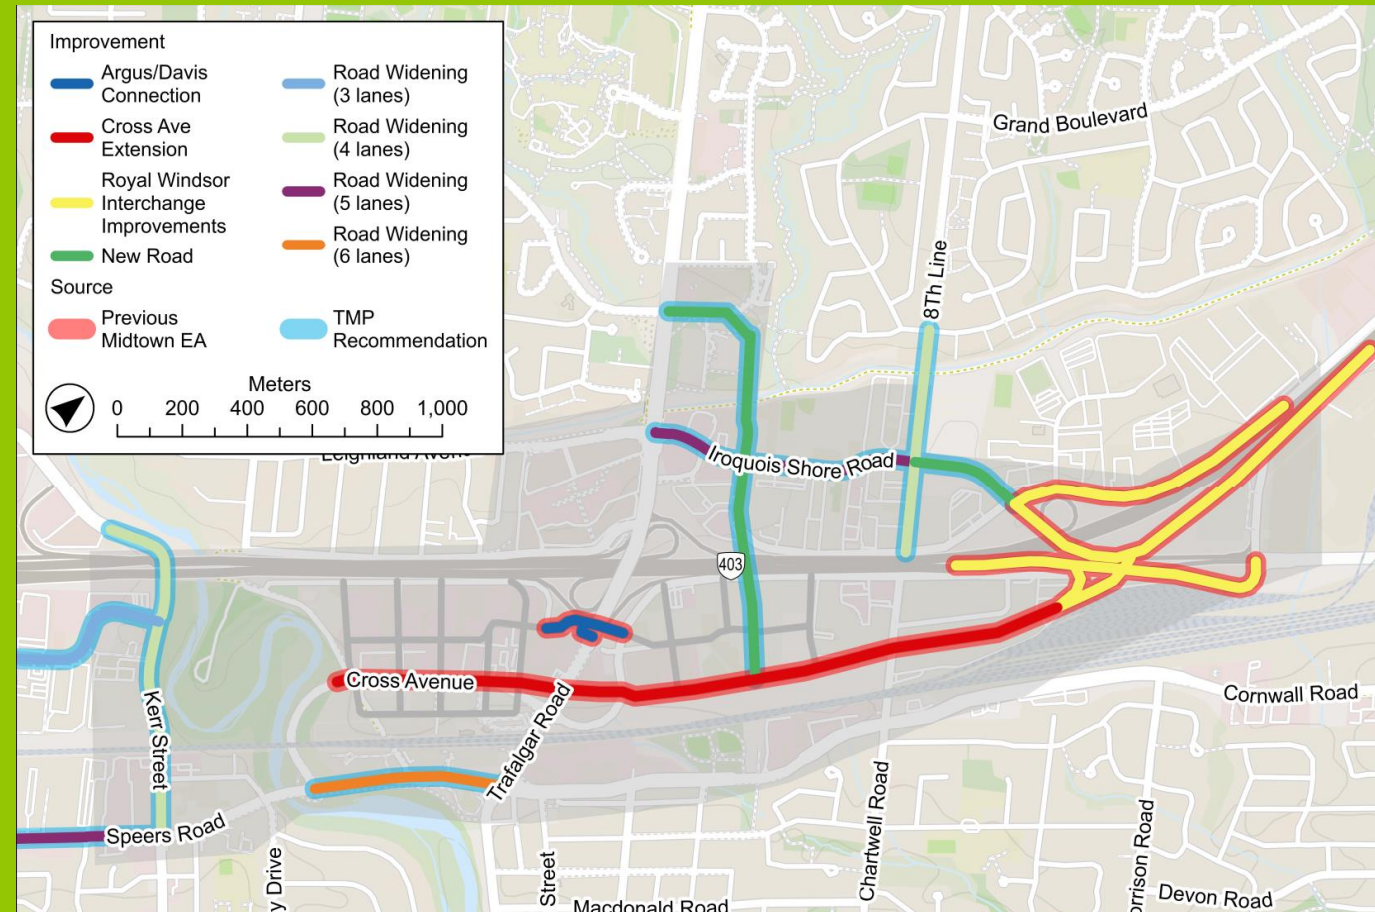 Improvement
Argus/Davis
Connection
Cross Ave
Extension
Royal Windsor
Interchange
Improvements
New Road
Road Widening
(3 lanes)
Road Widening
(4 lanes)
Road Widening
(5 lanes)
Road Widening
(6 lanes)
Source
Previous
Midtown EA
TMP
Recommendation
Meters
0 200 400 600 800 1,000
Grand Boulevard
8Th Line
Iroquois Shore Road
403
Cross Avenue
Trafalgar Road
Kerr Street
Speers Road
Cornwall Road
Chartwell Road
Drive
Street
Macdonald Road
Devon Road